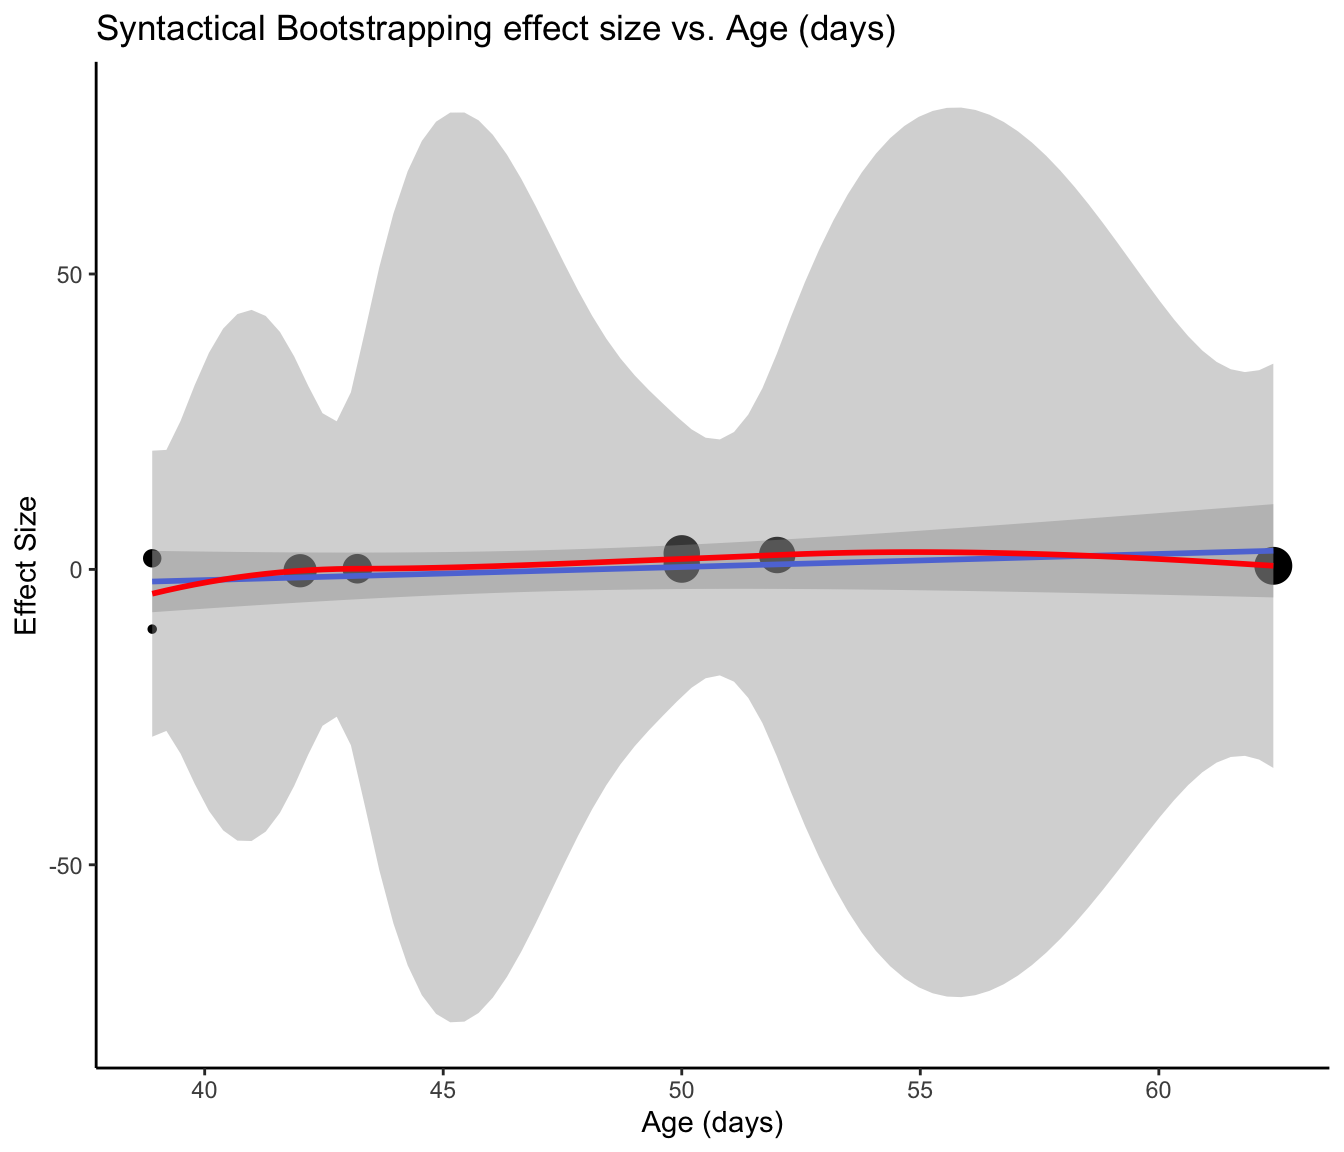 Syntactical Bootstrapping effect size vs. Age (days)
Effect Size
50
0
-50
40 45 50 55 60
Age (days)